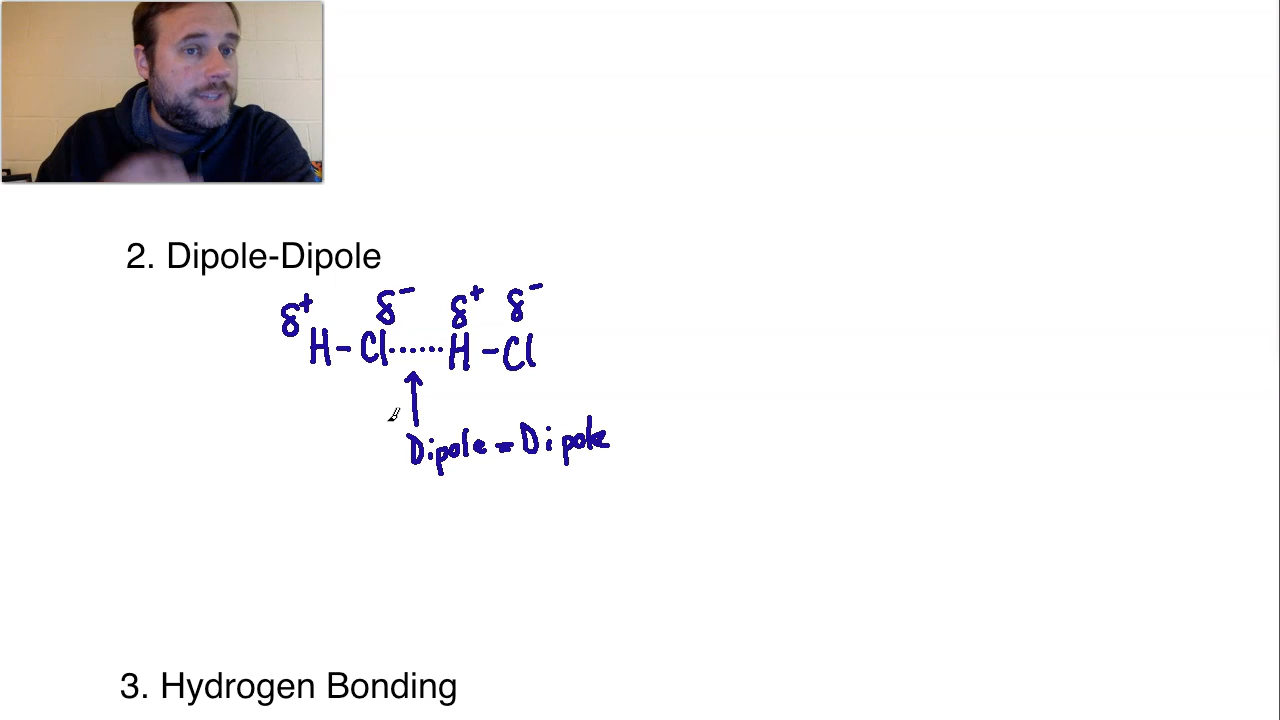 2. Dipole-Dipole
δ+ δ- δ+ δ-
H-Cl......H-Cl
Dipole-Dipole
3. Hydrogen Bonding